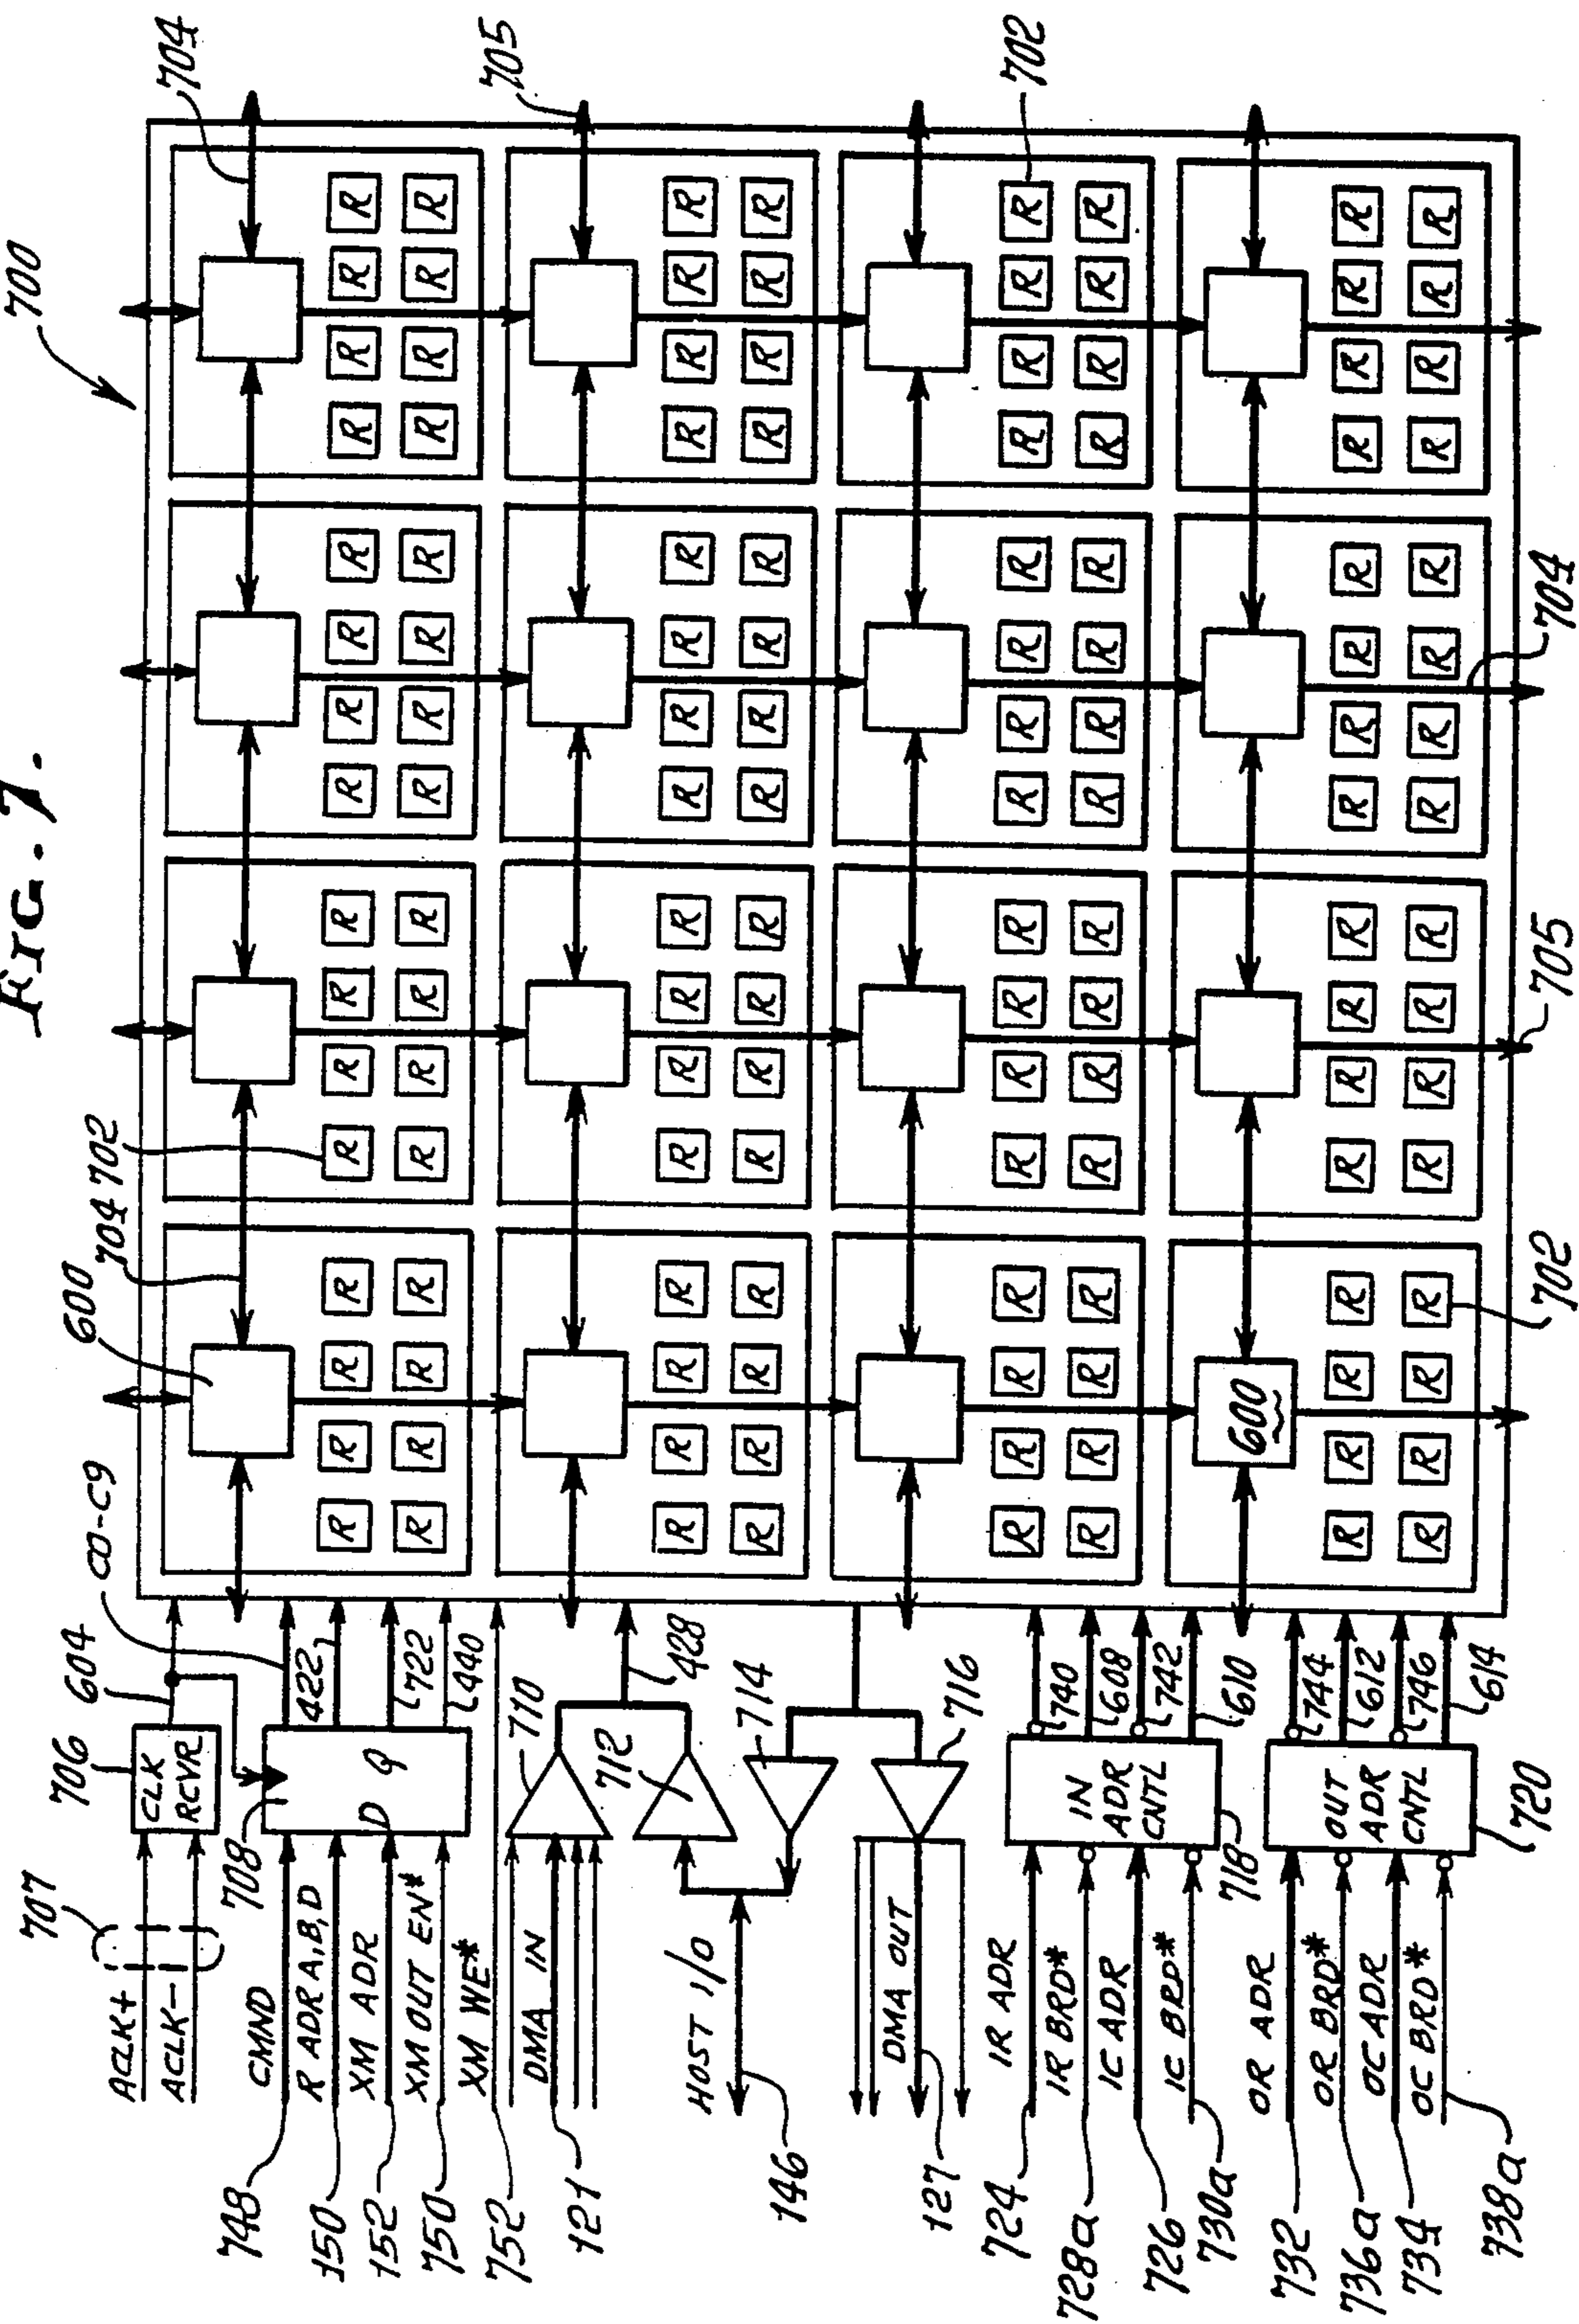 FIG. 7.
700
707
706
604
C0-C9
600
704
702
704
ACLK+
ACLK-
CLK
RCVR
708
748
CMND
422
150
R ADR A,B,D
D Q
152
XM ADR
722
750
XM OUT EN*
440
752
XM WE*
R R R R R R R R R R R R R R R R
R R R R R R R R R R R R R R R R
705
121
DMA IN
710
712
428
HOST I/O
146
714
R R R R R R R R R R R R R R R R
R R R R R R R R R R R R R R R R
DMA OUT
127
716
724
IR ADR
728a
IR BRD*
726
IC ADR
730a
IC BRD*
IN
ADR
CNTL
718
740
608
742
610
702
R R R R R R R R R R R R R R R R
R R R R R R R R R R R R R R R R
600
732
OR ADR
736a
OR BRD*
734
OC ADR
738a
OC BRD*
OUT
ADR
CNTL
720
744
612
746
614
R R R R R R R R R R R R R R R R
R R R R R R R R R R R R R R R R
702
705
704